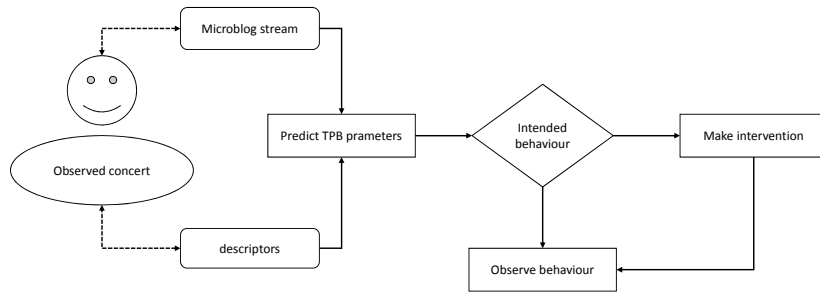 Microblog stream
Observed concert
descriptors
Predict TPB prameters
Intended
behaviour
Make intervention
Observe behaviour